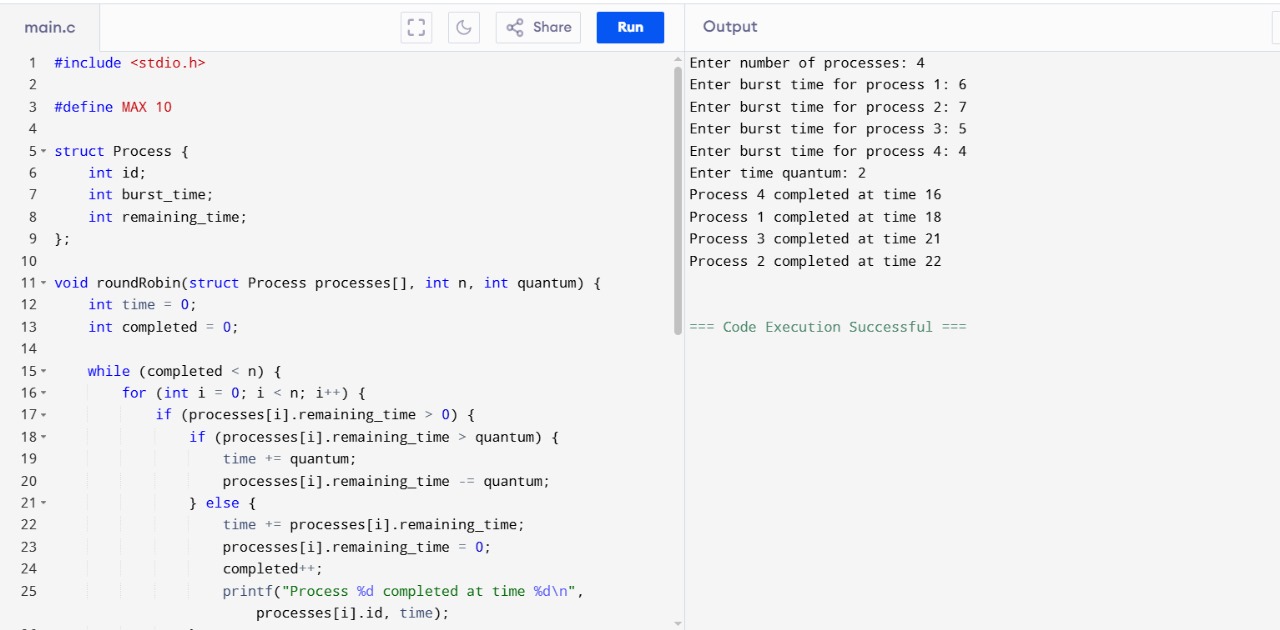 main.c
Share
Run
Output
1 #include <stdio.h>
2
3 #define MAX 10
4
5 struct Process {
6 int id;
7 int burst_time;
8 int remaining_time;
9 };
10
11 void roundRobin(struct Process processes[], int n, int quantum) {
12 int time = 0;
13 int completed = 0;
14
15 while (completed < n) {
16 for (int i = 0; i < n; i++) {
17 if (processes[i].remaining_time > 0) {
18 if (processes[i].remaining_time > quantum) {
19 time += quantum;
20 processes[i].remaining_time -= quantum;
21 } else {
22 time += processes[i].remaining_time;
23 processes[i].remaining_time = 0;
24 completed++;
25 printf("Process %d completed at time %d\n",
processes[i].id, time);
Enter number of processes: 4
Enter burst time for process 1: 6
Enter burst time for process 2: 7
Enter burst time for process 3: 5
Enter burst time for process 4: 4
Enter time quantum: 2
Process 4 completed at time 16
Process 1 completed at time 18
Process 3 completed at time 21
Process 2 completed at time 22
=== Code Execution Successful ===